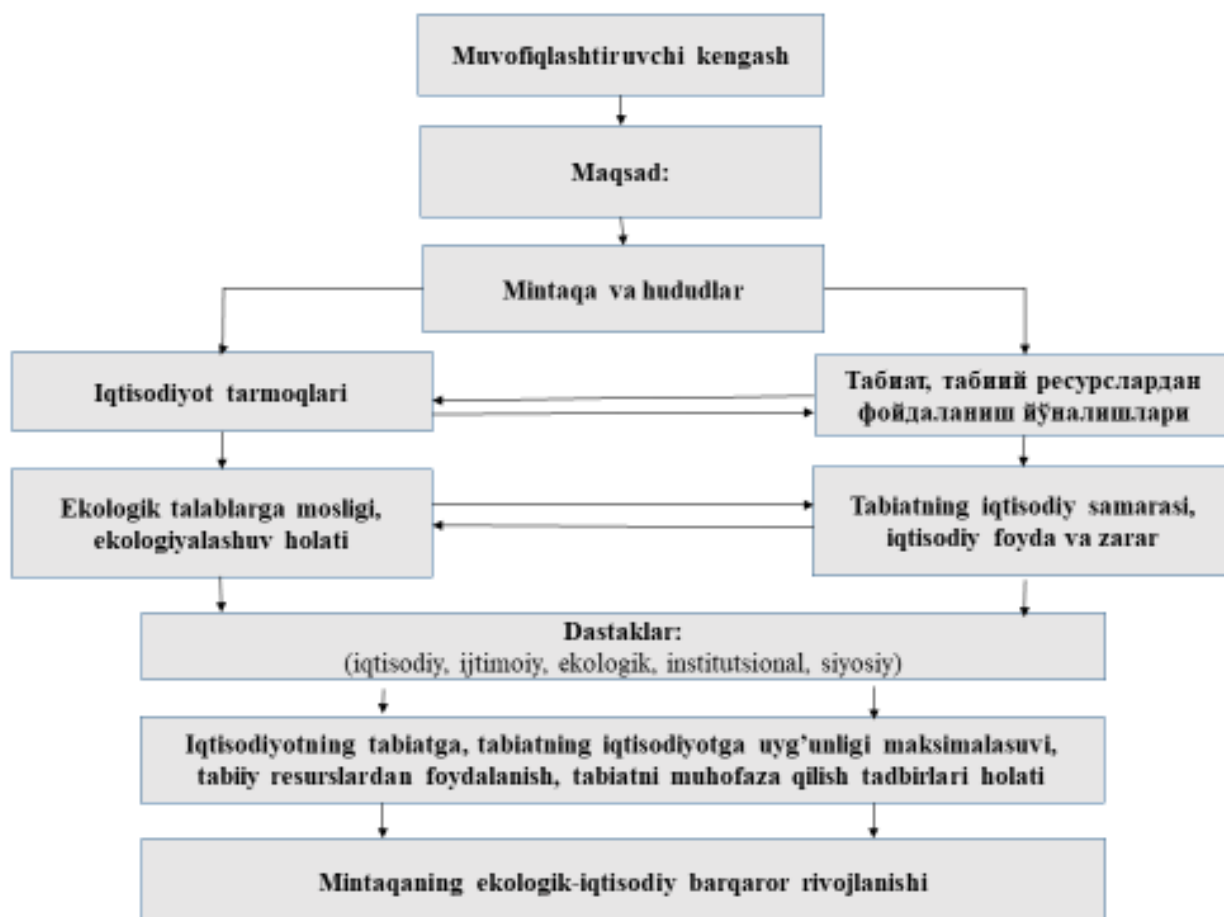 Muvofiqlashtiruvchi kengash
Maqsad:
Mintaqa va hududlar
Iqtisodiyot tarmoqlari
Табиат, табиий ресурслардан
фойдаланиш йўналишлари
Ekologik talablarga mosligi,
ekologiyalashuv holati
Tabiatning iqtisodiy samarasi,
iqtisodiy foyda va zarar
Dastaklar:
(iqtisodiy, ijtimoiy, ekologik, institutsional, siyosiy)
Iqtisodiyotning tabiatga, tabiatning iqtisodiyotga uyg’unligi maksimalasuvi,
tabiiy resurslardan foydalanish, tabiatni muhofaza qilish tadbirlari holati
Mintaqaning ekologik-iqtisodiy barqaror rivojlanishi